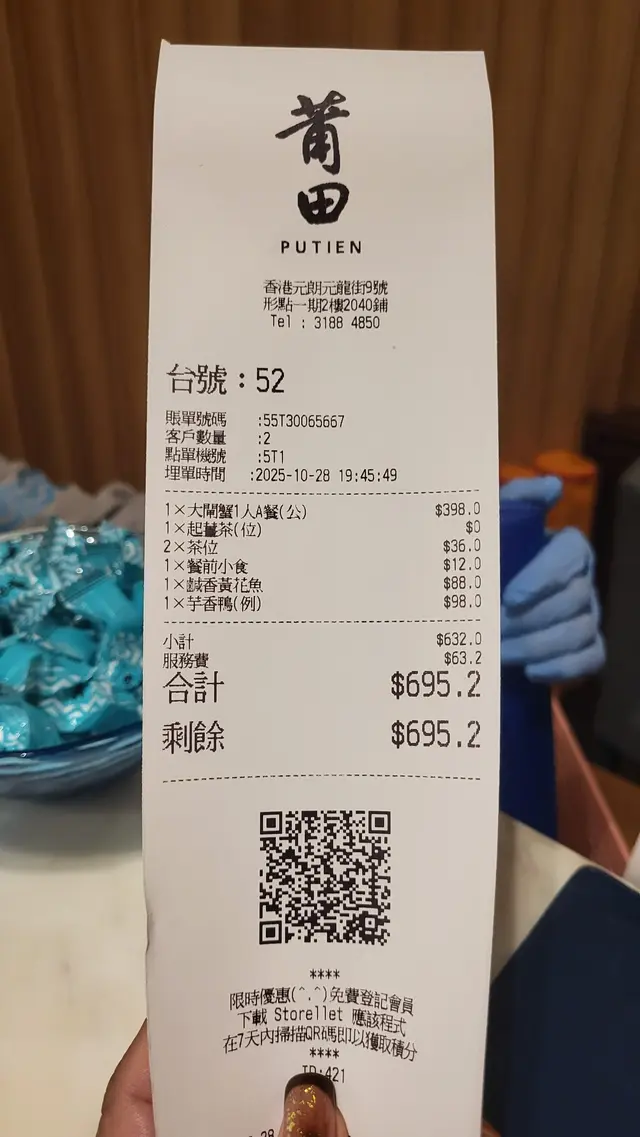 莆
田
PUTIEN
香港元朗元龍街9號
形點一期2樓2040鋪
Tel : 3188 4850
台號：52
賬單號碼 :55T30065667
客戶數量 :2
點單機號 :5T1
埋單時間 :2025-10-28 19:45:49
1×大閘蟹1人A餐(公) $398.0
1×起薑茶(位) $0
2×茶位 $36.0
1×餐前小食 $12.0
1×鹹香黃花魚 $88.0
1×芋香鴨(例) $98.0
小計 $632.0
服務費 $63.2
合計 $695.2
剩餘 $695.2
****
限時優惠(^.^)免費登記會員
下載 Storellet 應該程式
在7天內掃描QR碼即以獲取積分
****
ID:421